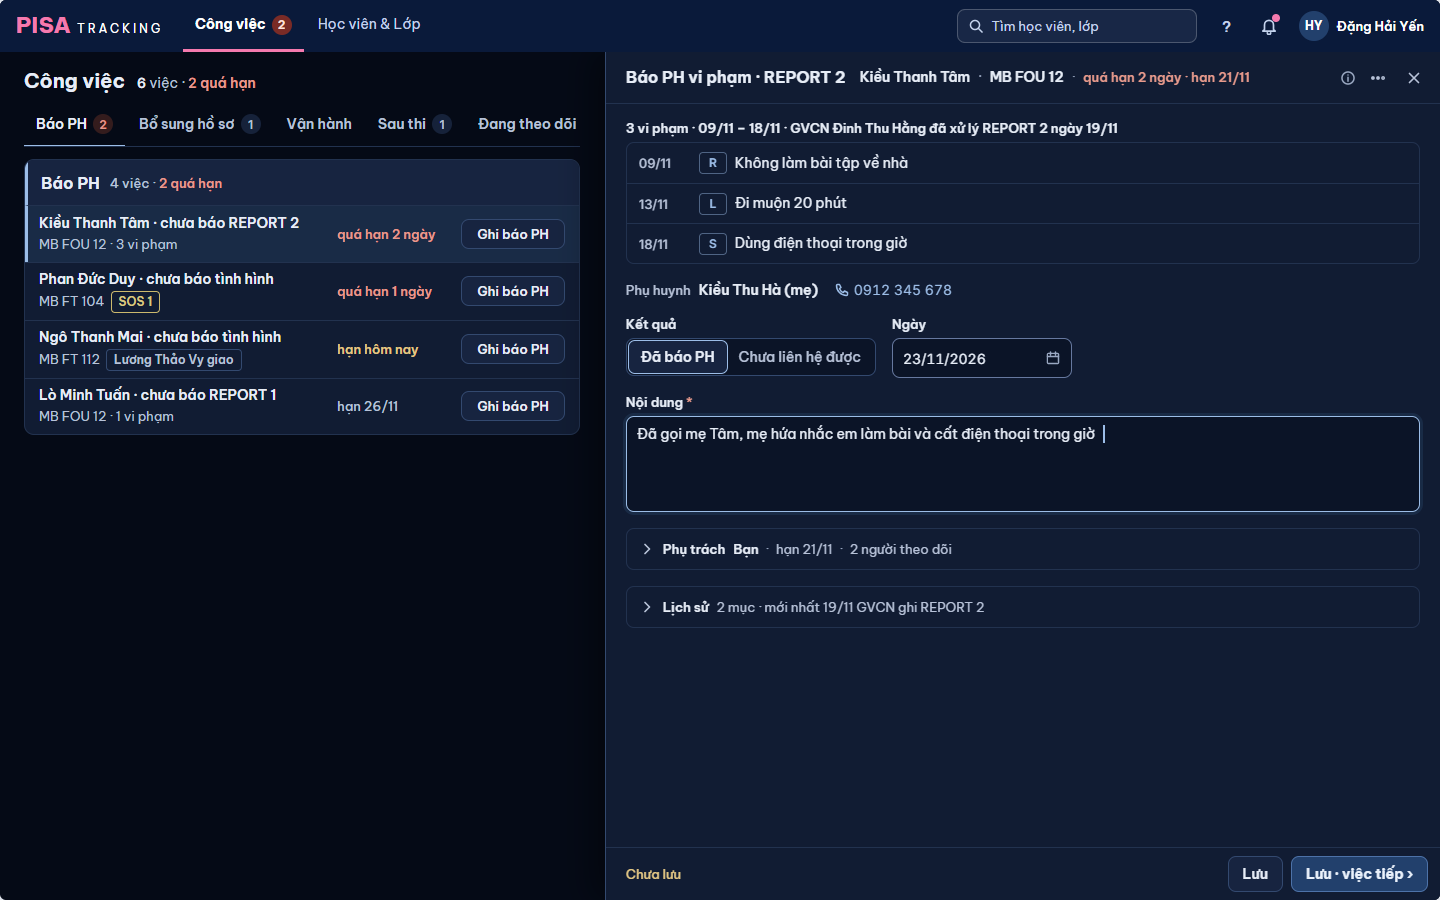 PISA TRACKING
Công việc 2
Học viên & Lớp
Tìm học viên, lớp
?
HY
Đặng Hải Yến
Công việc 6 việc · 2 quá hạn
Báo PH 2
Bổ sung hồ sơ 1
Vận hành
Sau thi 1
Đang theo dõi
Báo PH 4 việc · 2 quá hạn
Kiều Thanh Tâm · chưa báo REPORT 2
MB FOU 12 · 3 vi phạm
quá hạn 2 ngày
Ghi báo PH
Phan Đức Duy · chưa báo tình hình
MB FT 104 SOS 1
quá hạn 1 ngày
Ghi báo PH
Ngô Thanh Mai · chưa báo tình hình
MB FT 112 Lương Thảo Vy giao
hạn hôm nay
Ghi báo PH
Lò Minh Tuấn · chưa báo REPORT 1
MB FOU 12 · 1 vi phạm
hạn 26/11
Ghi báo PH
Báo PH vi phạm · REPORT 2 Kiều Thanh Tâm · MB FOU 12 · quá hạn 2 ngày · hạn 21/11
3 vi phạm · 09/11 – 18/11 · GVCN Đinh Thu Hằng đã xử lý REPORT 2 ngày 19/11
09/11 R Không làm bài tập về nhà
13/11 L Đi muộn 20 phút
18/11 S Dùng điện thoại trong giờ
Phụ huynh Kiều Thu Hà (mẹ) 0912 345 678
Kết quả
Đã báo PH
Chưa liên hệ được
Ngày
23/11/2026
Nội dung *
Đã gọi mẹ Tâm, mẹ hứa nhắc em làm bài và cất điện thoại trong giờ
Phụ trách Bạn · hạn 21/11 · 2 người theo dõi
Lịch sử 2 mục · mới nhất 19/11 GVCN ghi REPORT 2
Chưa lưu
Lưu
Lưu · việc tiếp ›